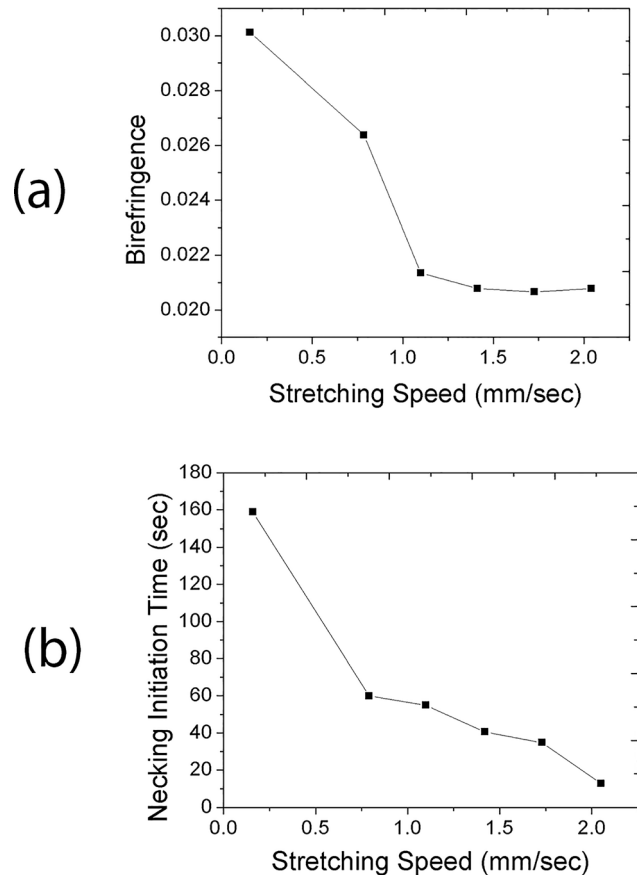 (a)
Birefringence
0.030
0.028
0.026
0.024
0.022
0.020
0.0 0.5 1.0 1.5 2.0
Stretching Speed (mm/sec)
(b)
Necking Initiation Time (sec)
180
160
140
120
100
80
60
40
20
0
0.0 0.5 1.0 1.5 2.0
Stretching Speed (mm/sec)